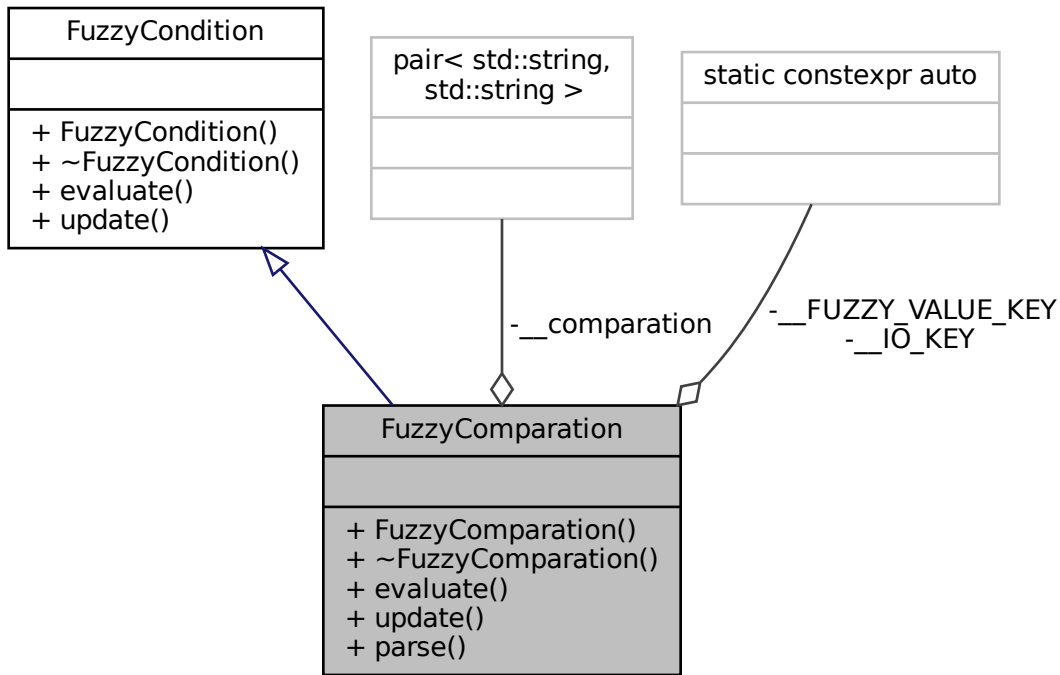 FuzzyCondition
+ FuzzyCondition()
+ ~FuzzyCondition()
+ evaluate()
+ update()
pair< std::string,
std::string >
static constexpr auto
-__comparation
-__FUZZY_VALUE_KEY
-__IO_KEY
FuzzyComparation
+ FuzzyComparation()
+ ~FuzzyComparation()
+ evaluate()
+ update()
+ parse()